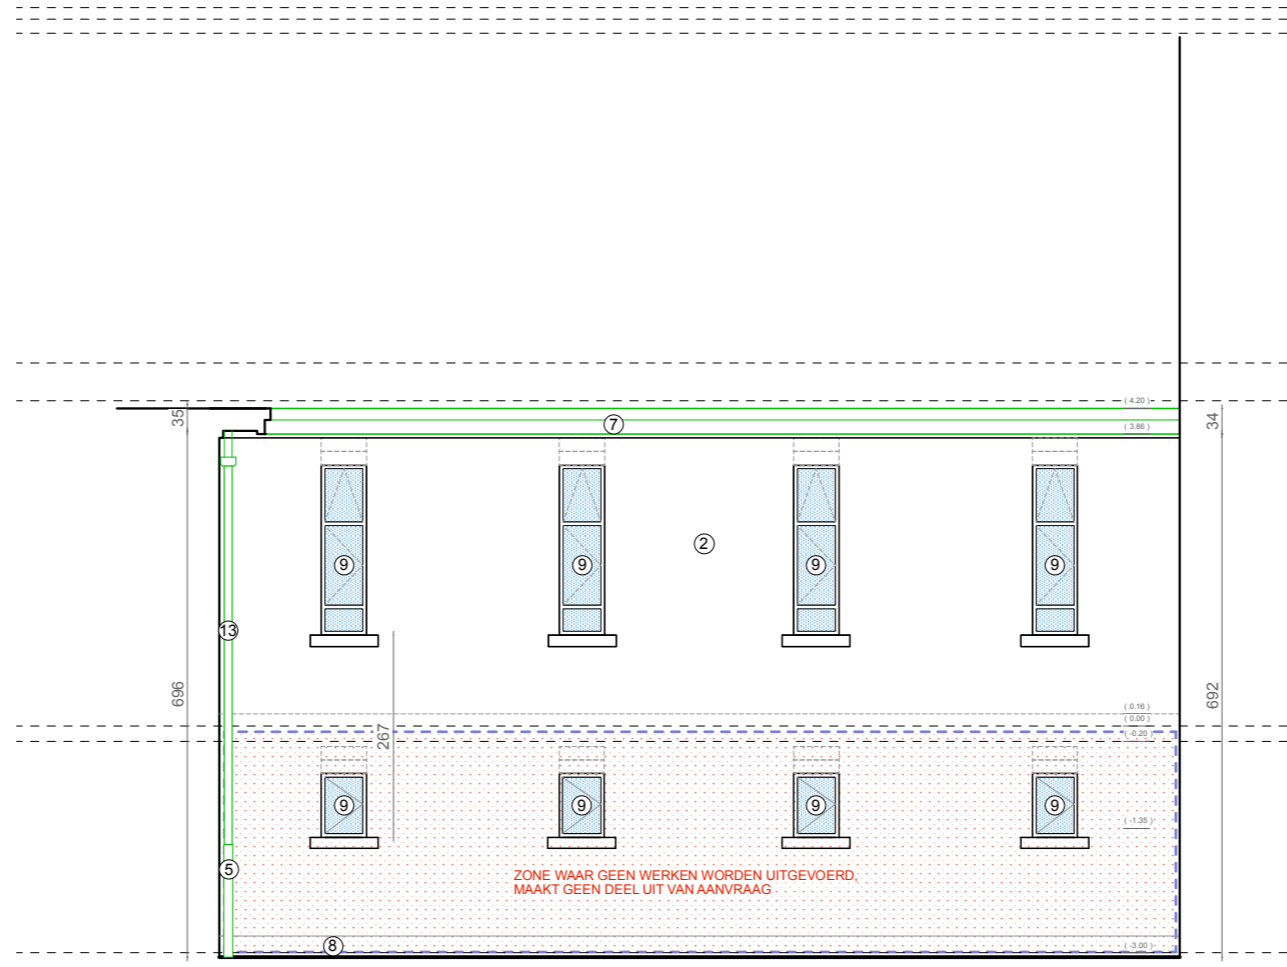 ( 4.20 )
35
34
7
( 3.86 )
2
9
9
9
9
13
696
692
( 0.16 )
( 0.00 )
( -0.20 )
267
9
9
9
9
( -1.35 )
5
ZONE WAAR GEEN WERKEN WORDEN UITGEVOERD,
MAAKT GEEN DEEL UIT VAN AANVRAAG
8
( -3.00 )